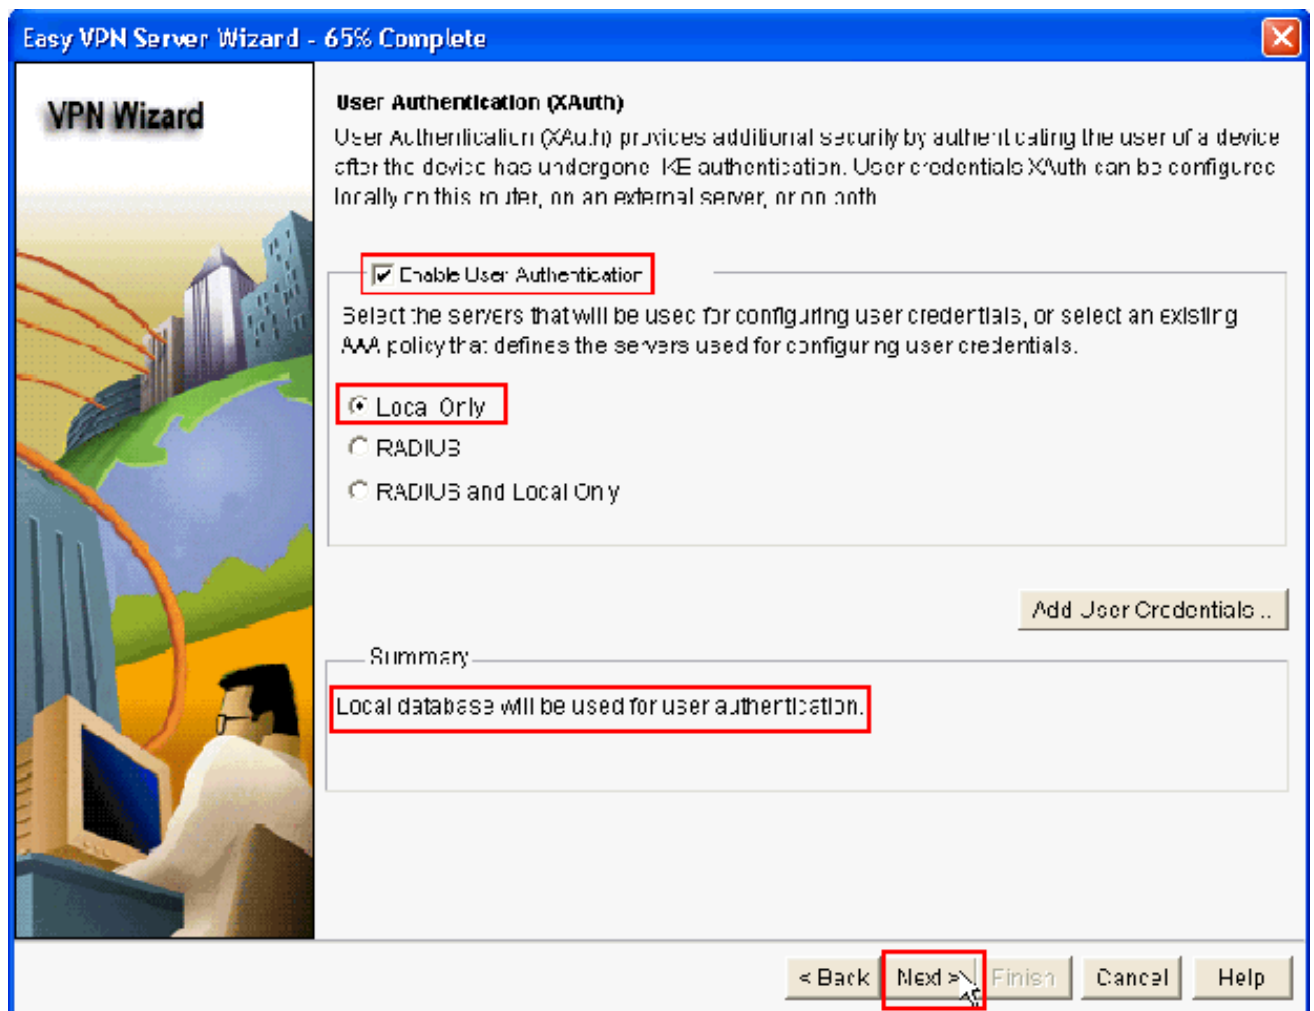 Easy VPN Server Wizard - 65% Complete
VPN Wizard
User Authentication (XAuth)
User Authentication (XAuth) provides additional security by authenticating the user of a device
after the device has undergone IKE authentication. User credentials XAuth can be configured
locally on this router, on an external server, or on both
Enable User Authentication
Select the servers that will be used for configuring user credentials, or select an existing
AAA policy that defines the servers used for configuring user credentials.
Local Only
RADIUS
RADIUS and Local Only
Add User Credentials...
Summary
Local database will be used for user authentication.
< Back Next > Finish Cancel Help